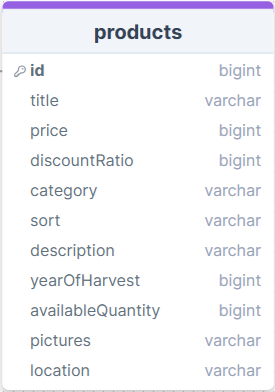 products
id bigint
title varchar
price bigint
discountRatio bigint
category varchar
sort varchar
description varchar
yearOfHarvest bigint
availableQuantity bigint
pictures varchar
location varchar